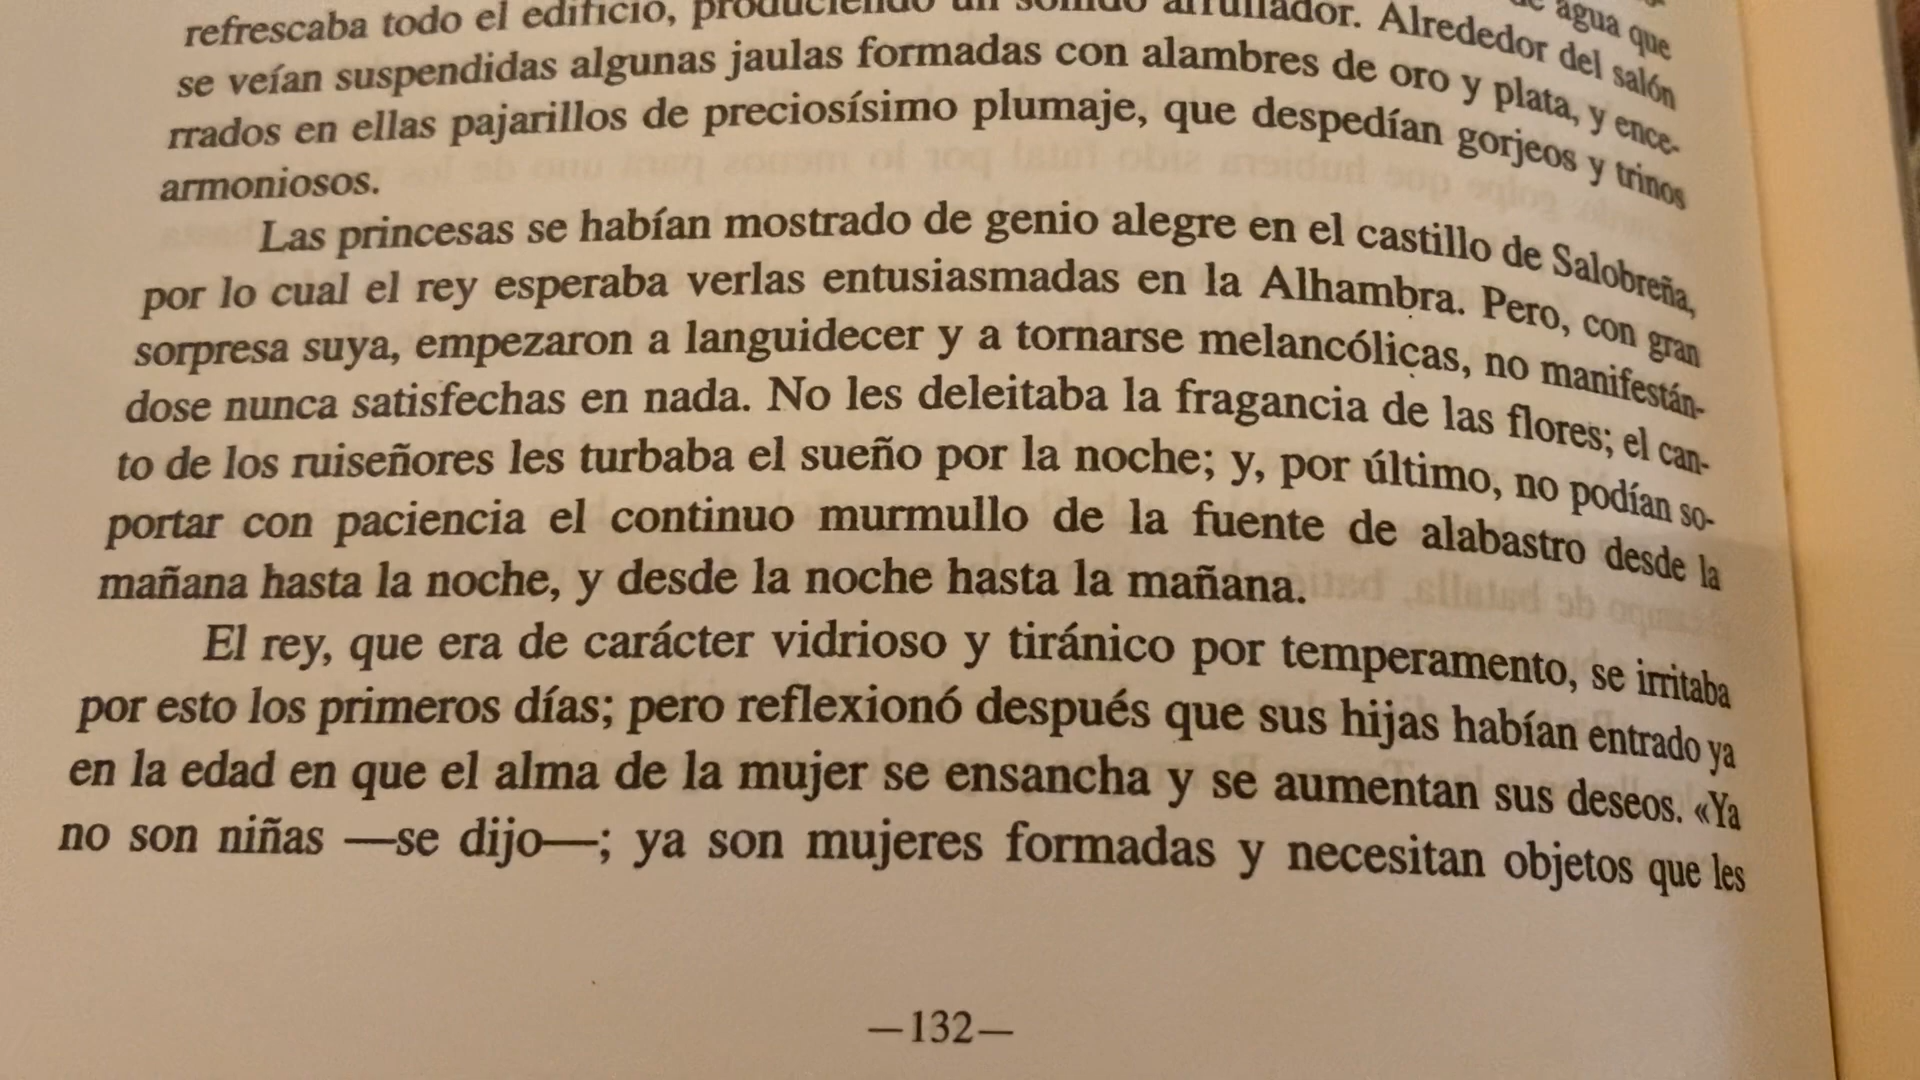 de agua que
refrescaba todo el edificio, produciendo un sonido arrullador. Alrededor del salón
se veían suspendidas algunas jaulas formadas con alambres de oro y plata, y ence-
rrados en ellas pajarillos de preciosísimo plumaje, que despedían gorjeos y trinos
armoniosos.
Las princesas se habían mostrado de genio alegre en el castillo de Salobreña,
por lo cual el rey esperaba verlas entusiasmadas en la Alhambra. Pero, con gran
sorpresa suya, empezaron a languidecer y a tornarse melancólicas, no manifestán-
dose nunca satisfechas en nada. No les deleitaba la fragancia de las flores; el can-
to de los ruiseñores les turbaba el sueño por la noche; y, por último, no podían so-
portar con paciencia el continuo murmullo de la fuente de alabastro desde la
mañana hasta la noche, y desde la noche hasta la mañana.
El rey, que era de carácter vidrioso y tiránico por temperamento, se irritaba
por esto los primeros días; pero reflexionó después que sus hijas habían entrado ya
en la edad en que el alma de la mujer se ensancha y se aumentan sus deseos. «Ya
no son niñas —se dijo—; ya son mujeres formadas y necesitan objetos que les
—132—